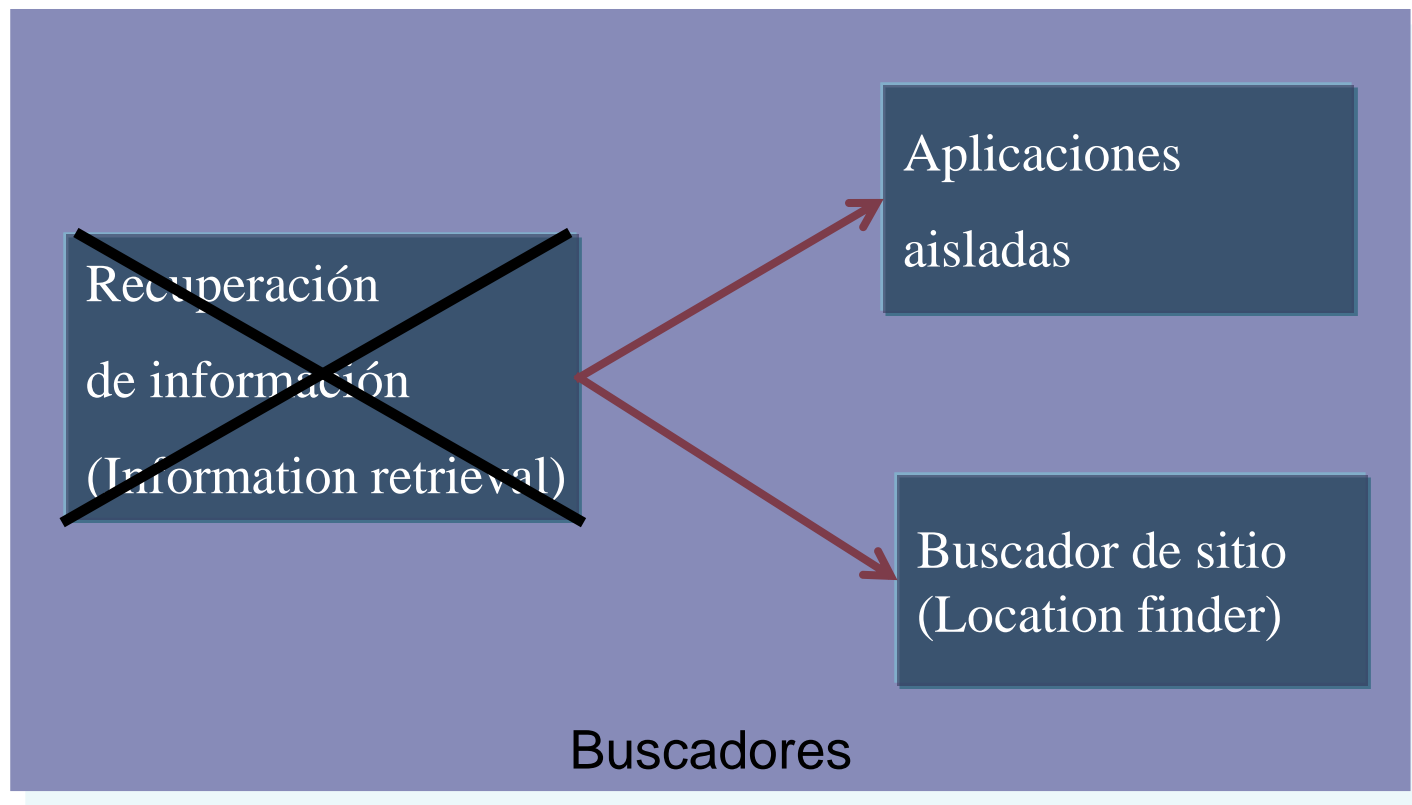 Recuperación
de información
(Information retrieval)
Aplicaciones
aisladas
Buscador de sitio
(Location finder)
Buscadores